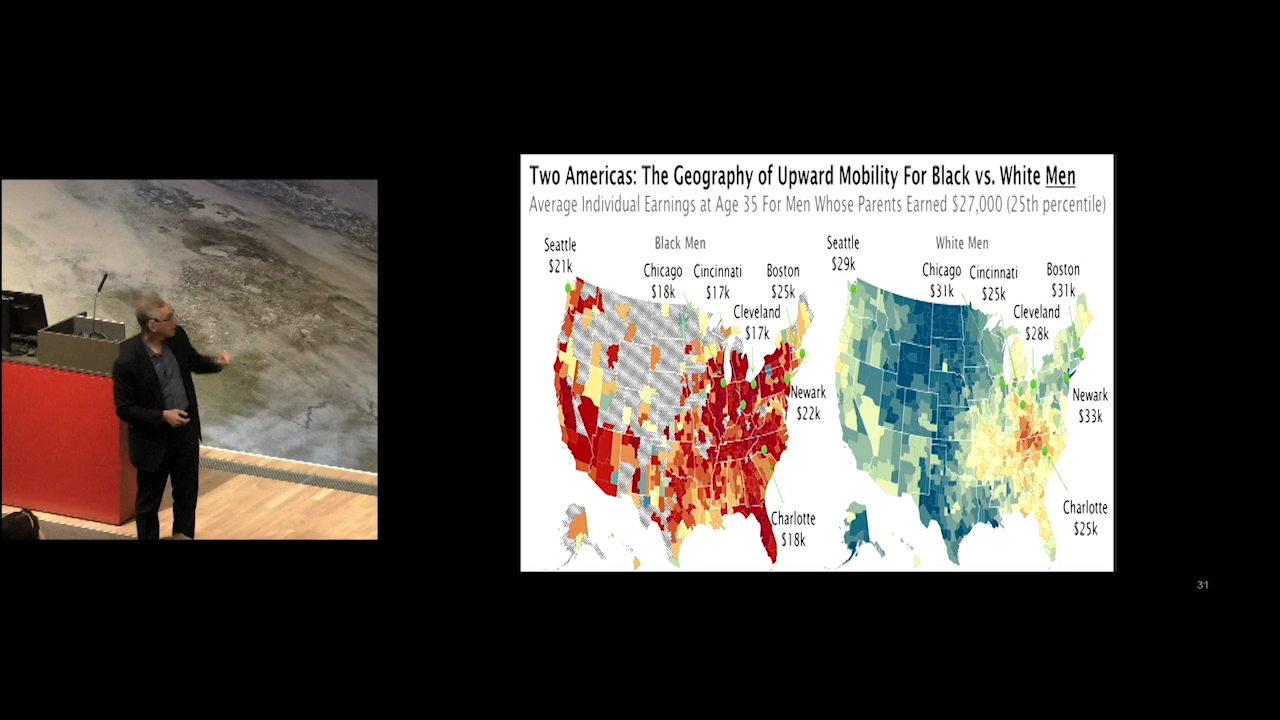 Two Americas: The Geography of Upward Mobility For Black vs. White Men
Average Individual Earnings at Age 35 For Men Whose Parents Earned $27,000 (25th percentile)
Black Men
Seattle
$21k
Chicago
$18k
Cincinnati
$17k
Boston
$25k
Cleveland
$17k
Newark
$22k
Charlotte
$18k
White Men
Seattle
$29k
Chicago
$31k
Cincinnati
$25k
Boston
$31k
Cleveland
$28k
Newark
$33k
Charlotte
$25k
31